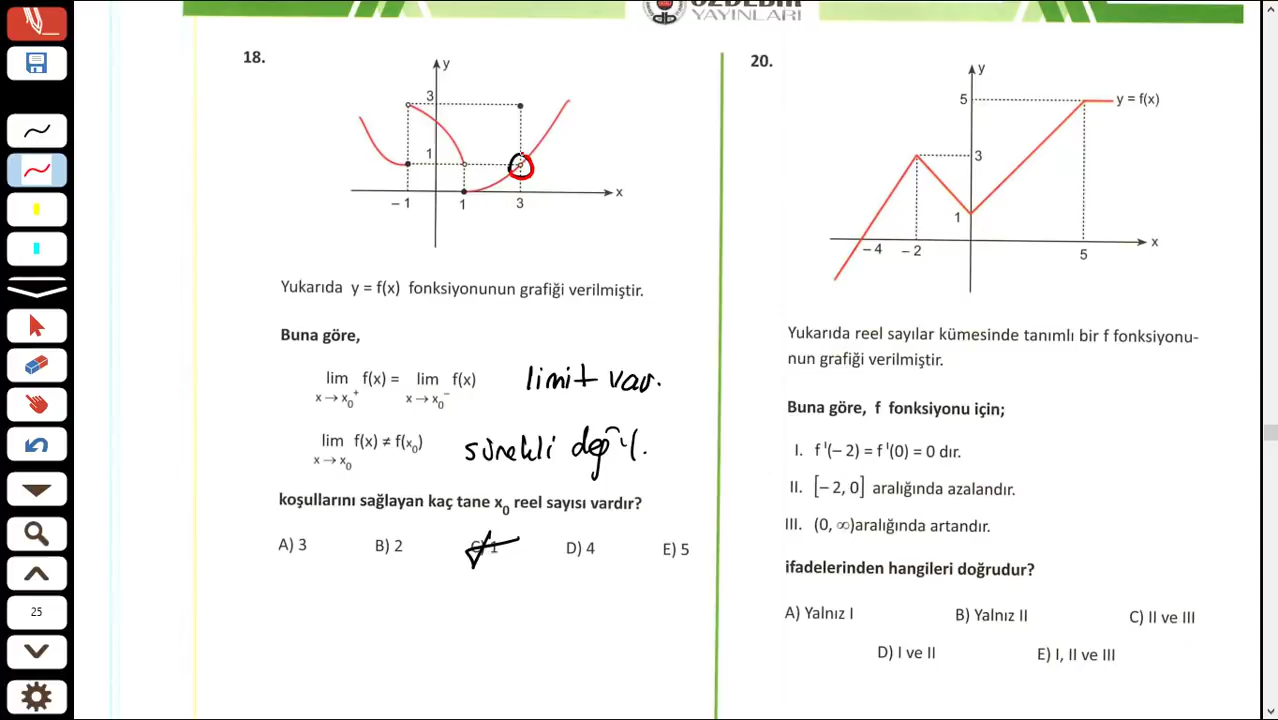 ÖZDEBİR
YAYINLARI
18.
y
3
1
x
– 1
1
3
Yukarıda y = f(x) fonksiyonunun grafiği verilmiştir.
Buna göre,
lim f(x) = lim f(x)
x → x₀⁺ x → x₀⁻
limit var.
lim f(x) ≠ f(x₀)
x → x₀
sürekli değil.
koşullarını sağlayan kaç tane x₀ reel sayısı vardır?
A) 3 B) 2 C) 1 D) 4 E) 5
20.
y
5
y = f(x)
3
1
x
– 4
– 2
5
Yukarıda reel sayılar kümesinde tanımlı bir f fonksiyonu-
nun grafiği verilmiştir.
Buna göre, f fonksiyonu için;
I. f '(– 2) = f '(0) = 0 dır.
II. [– 2, 0] aralığında azalandır.
III. (0, ∞)aralığında artandır.
ifadelerinden hangileri doğrudur?
A) Yalnız I B) Yalnız II C) II ve III
D) I ve II E) I, II ve III
25